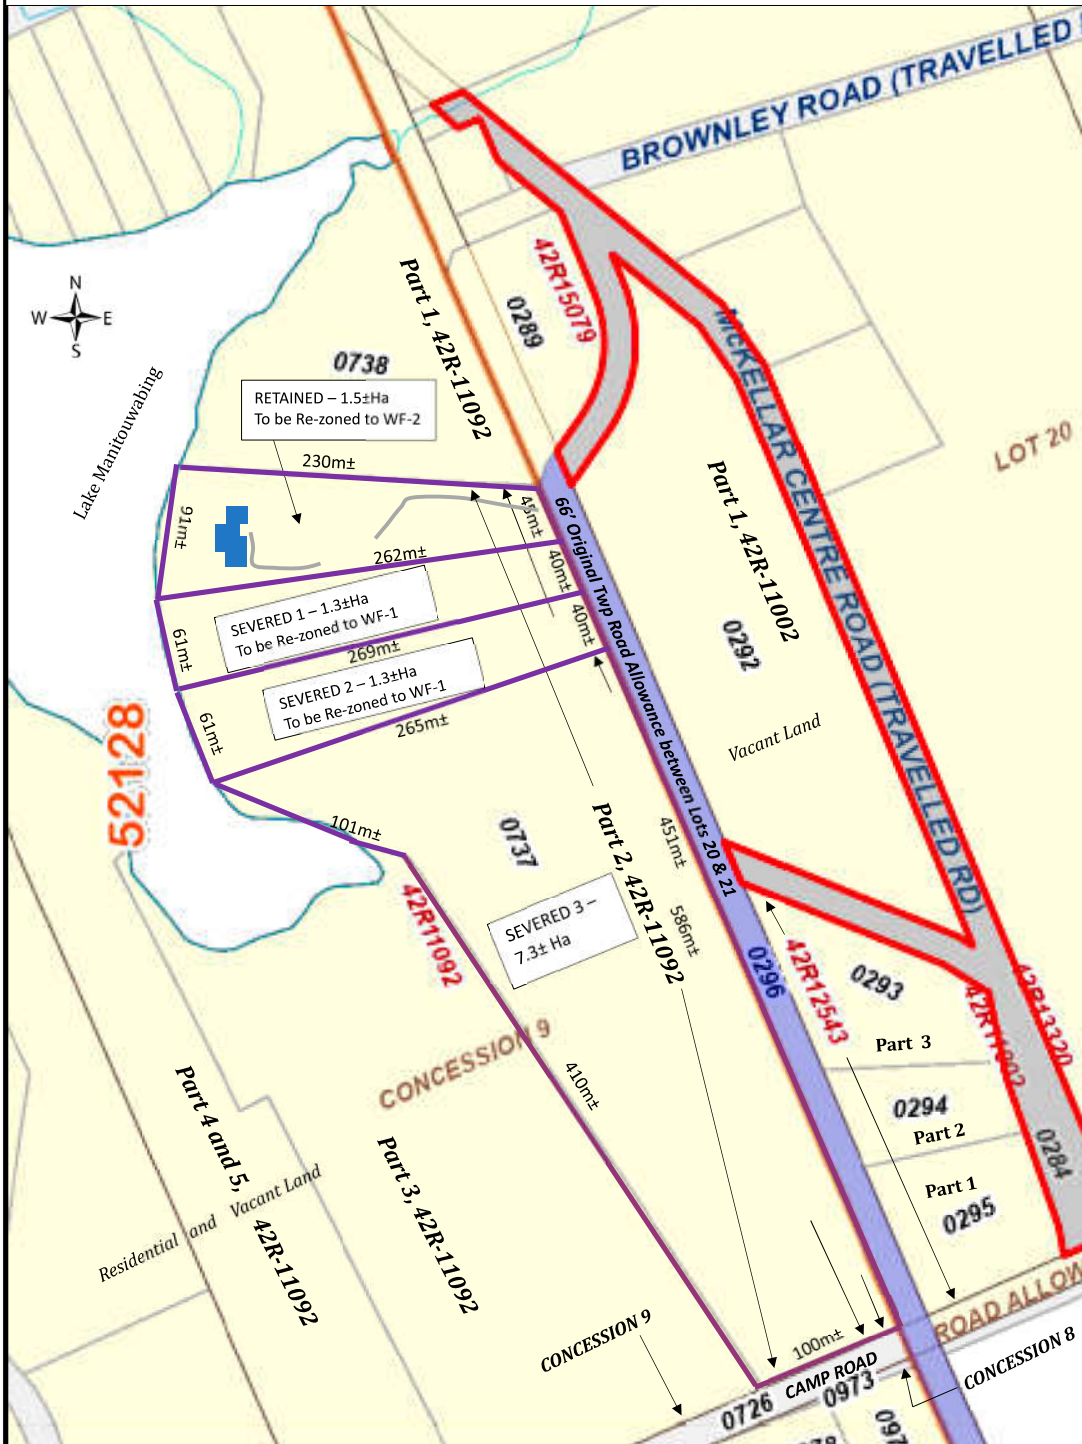 BROWNLEY ROAD (TRAVELLED
N
W E
S
Lake Manitouwabing
Part 1, 42R-11092
0289
42R15079
0738
RETAINED – 1.5±Ha
To be Re-zoned to WF-2
McKELLAR CENTRE ROAD (TRAVELLED RD)
LOT 20
230m±
91m±
45m±
262m±
40m±
SEVERED 1 – 1.3±Ha
To be Re-zoned to WF-1
61m±
269m±
40m±
SEVERED 2 – 1.3±Ha
To be Re-zoned to WF-1
61m±
265m±
66’ Original Twp Road Allowance between Lots 20 & 21
Part 1, 42R-11002
0292
Vacant Land
52128
101m±
0737
Part 2, 42R-11092
451m±
586m±
42R11092
SEVERED 3 –
7.3± Ha
0296
42R12543
0293
42R11002
42R13320
Part 3
CONCESSION 9
410m±
0294
Part 2
0284
Part 1
0295
Part 4 and 5, 42R-11092
Part 3, 42R-11092
Residential and Vacant Land
CONCESSION 9
100m±
CAMP ROAD
ROAD ALLOW
CONCESSION 8
0726
0973
097